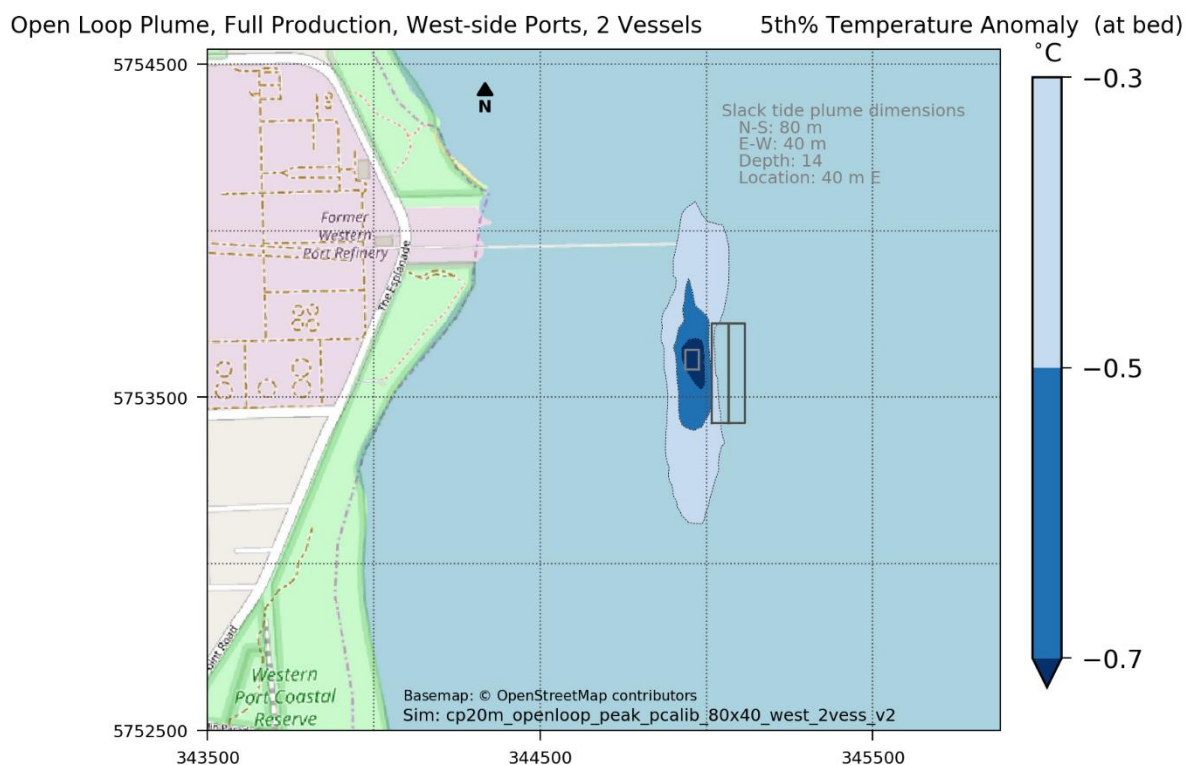 Open Loop Plume, Full Production, West-side Ports, 2 Vessels 5th% Temperature Anomaly (at bed)
°C
5754500
−0.3
N
Slack tide plume dimensions
N-S: 80 m
E-W: 40 m
Depth: 14
Location: 40 m E
Former
Western
Port Refinery
The Esplanade
−0.5
5753500
−0.7
Western
Port Coastal
Reserve
Basemap: © OpenStreetMap contributors
Sim: cp20m_openloop_peak_pcalib_80x40_west_2vess_v2
Road
5752500
343500
344500
345500